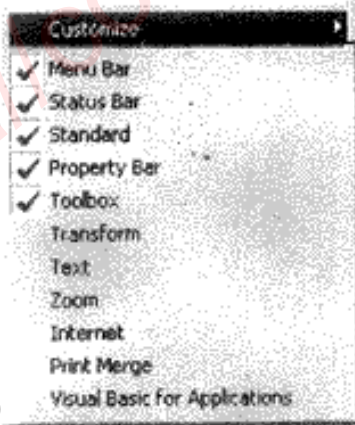 Customize
Menu Bar
Status Bar
Standard
Property Bar
Toolbox
Transform
Text
Zoom
Internet
Print Merge
Visual Basic for Applications